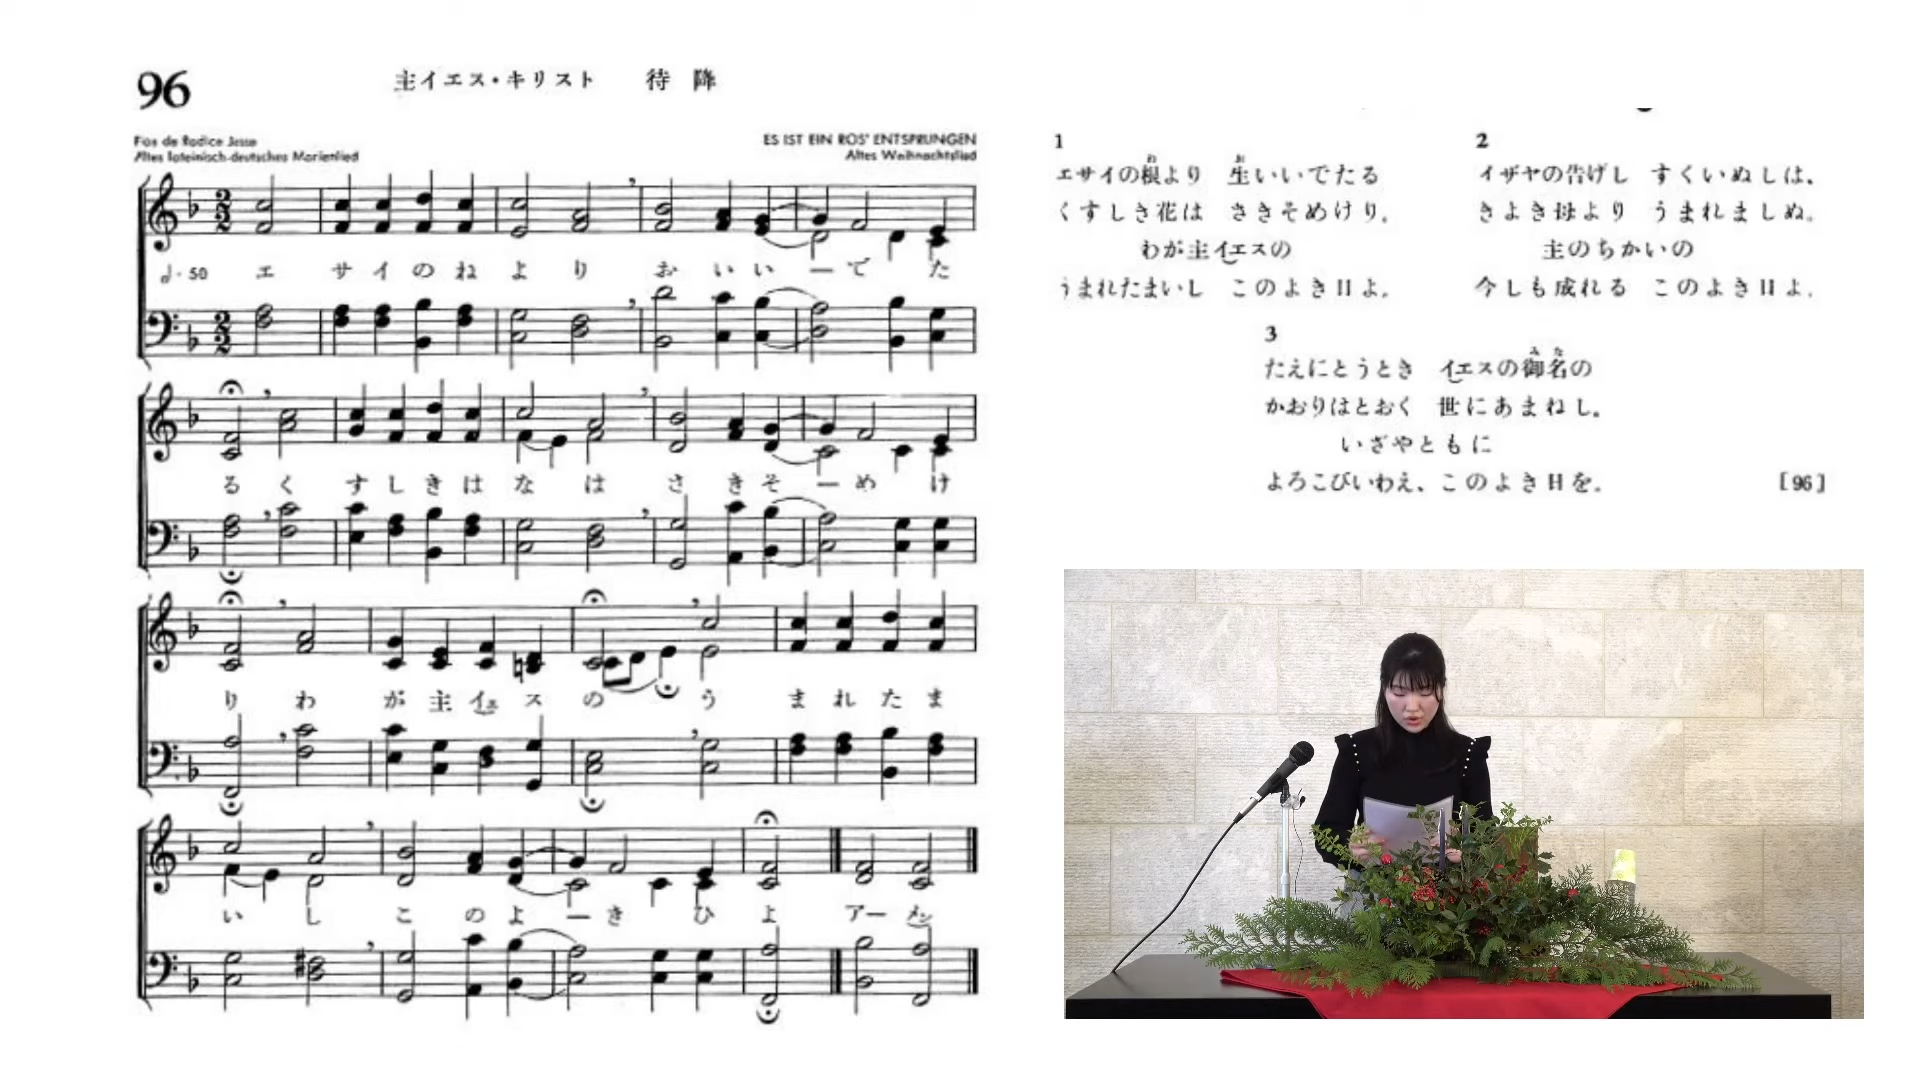 96
主イエス・キリスト 待降
Flos de Radice Jesse
Altes lateinisch-deutsches Marienlied
ES IST EIN ROS' ENTSPRUNGEN
Altes Weihnachtslied
50 エ サ イ の ね よ り お い い ー で た
る く す し き は な は さ き そ ー め け
り わ が 主 イエ ス の う ま れ た ま
い し こ の よ ー き ひ よ アー メン
1
エサイの根より 生いいでたる
くすしき花は さきそめけり。
わが主イエスの
うまれたまいし このよき日よ。
2
イザヤの告げし すくいぬしは、
きよき母より うまれましぬ。
主のちかいの
今しも成れる このよき日よ。
3
たえにとうとき イエスの御名の
かおりはとおく 世にあまねし。
いざやともに
よろこびいわえ、このよき日を。
[96]